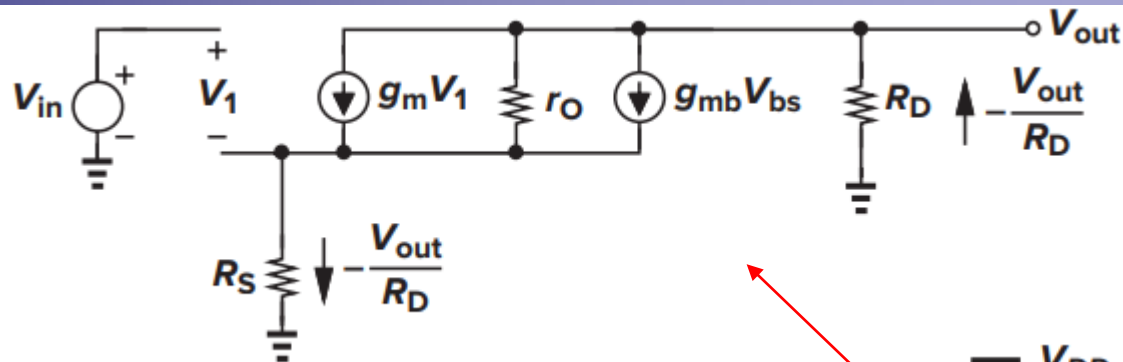 V_out
V_in
+
−
+
V_1
−
g_mV_1
r_O
g_mbV_bs
R_D
−V_out/R_D
R_S
−V_out/R_D